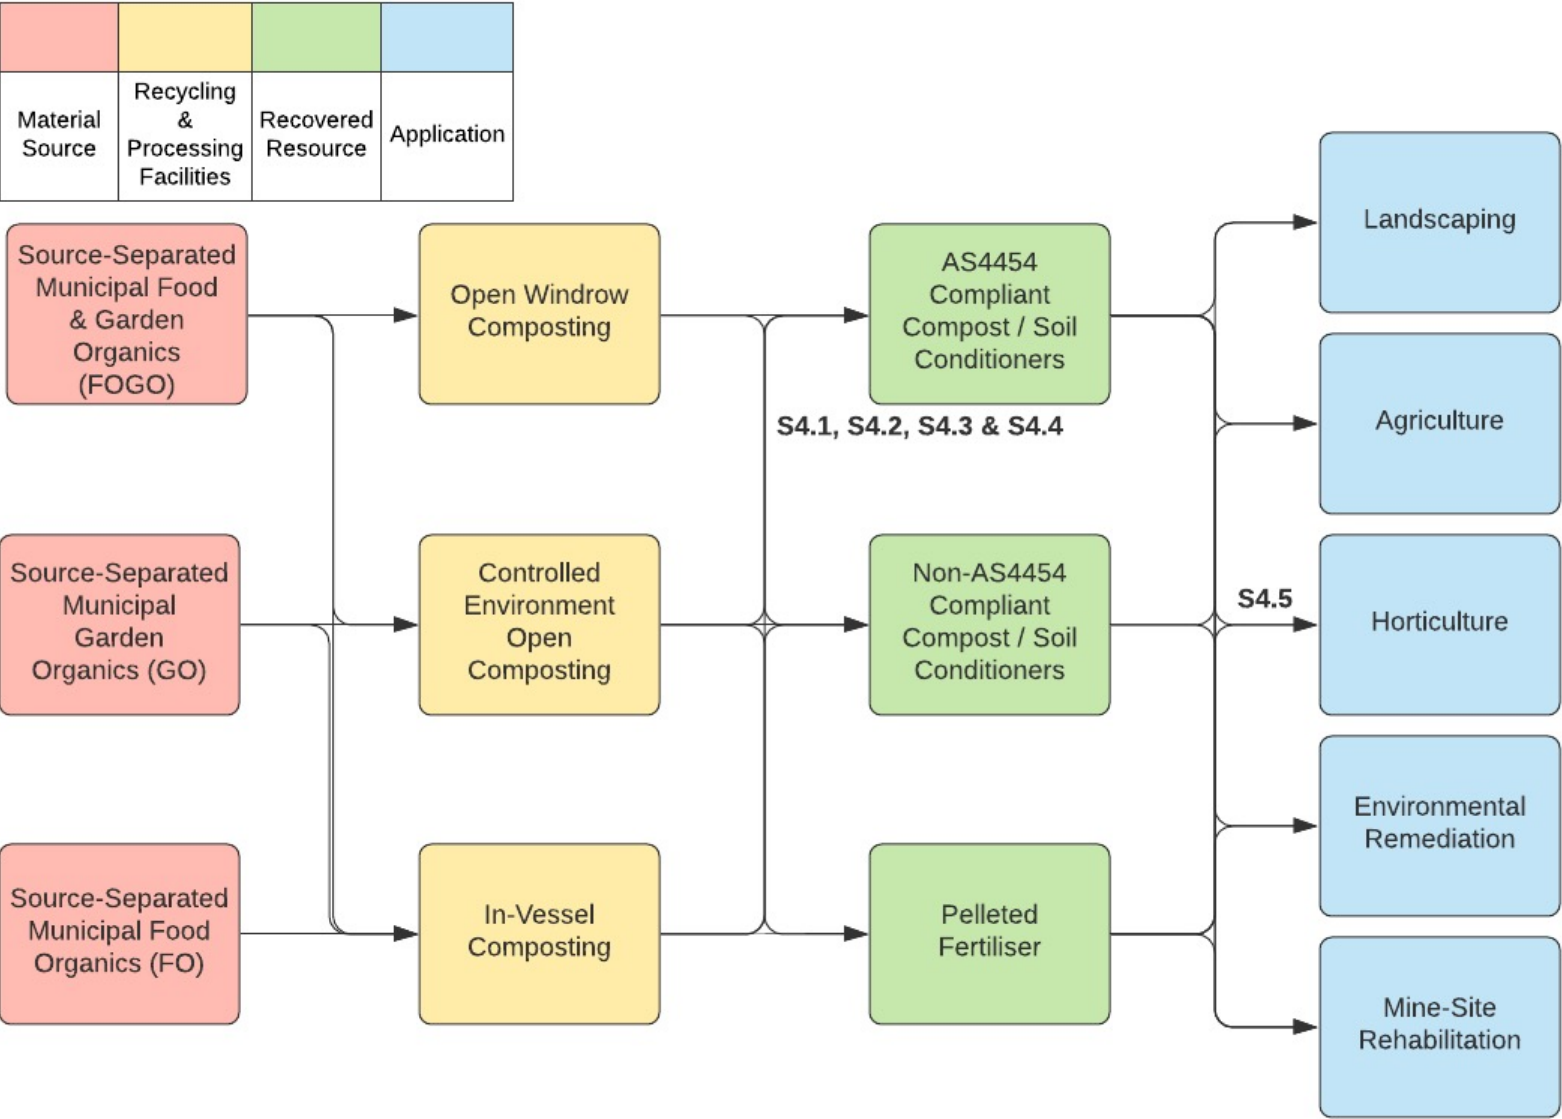 Material
Source
Recycling
&
Processing
Facilities
Recovered
Resource
Application
Source-Separated
Municipal Food
& Garden
Organics
(FOGO)
Open Windrow
Composting
AS4454
Compliant
Compost / Soil
Conditioners
Landscaping
Agriculture
S4.1, S4.2, S4.3 & S4.4
Source-Separated
Municipal
Garden
Organics (GO)
Controlled
Environment
Open
Composting
Non-AS4454
Compliant
Compost / Soil
Conditioners
S4.5
Horticulture
Source-Separated
Municipal Food
Organics (FO)
In-Vessel
Composting
Pelleted
Fertiliser
Environmental
Remediation
Mine-Site
Rehabilitation